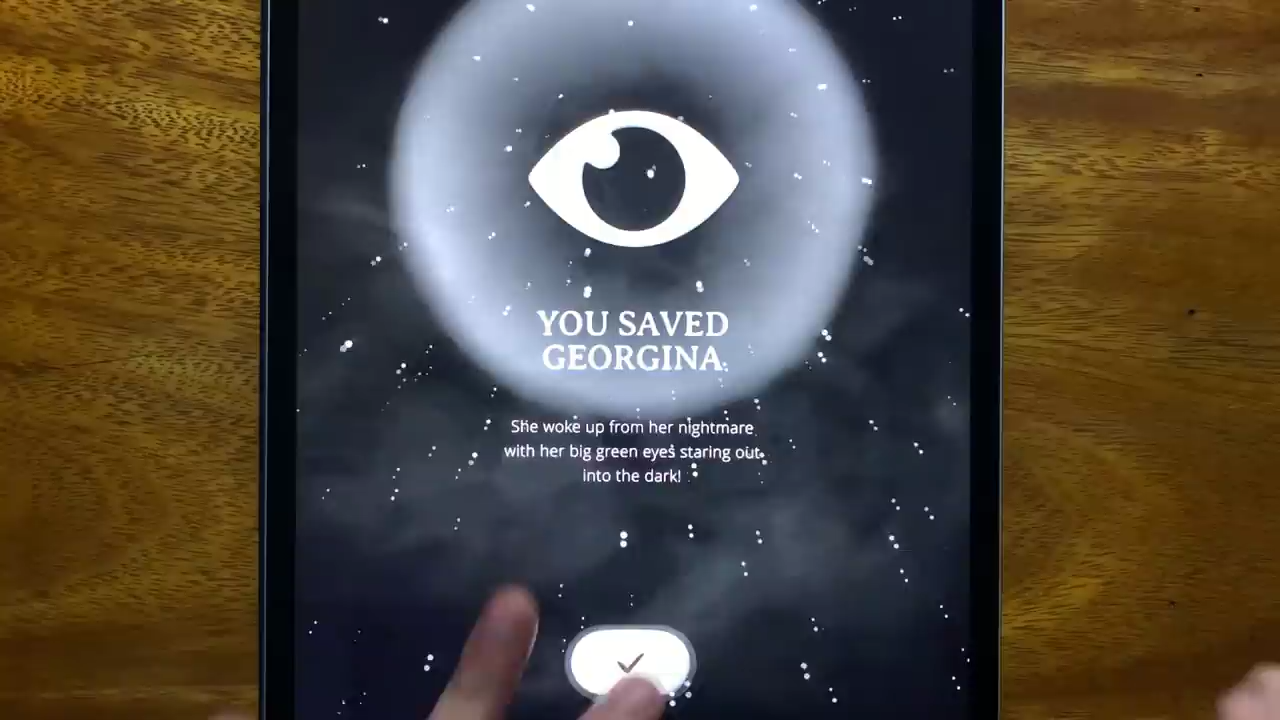 YOU SAVED
GEORGINA.
She woke up from her nightmare
with her big green eyes staring out
into the dark!